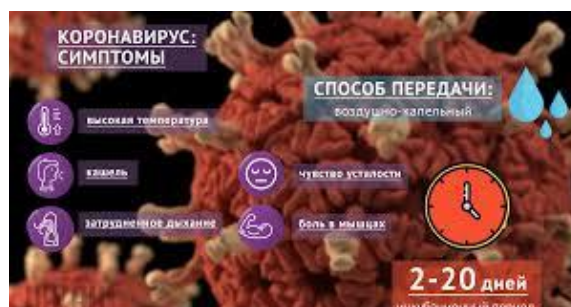 КОРОНАВИРУС:
СИМПТОМЫ
высокая температура
кашель
затрудненное дыхание
чувство усталости
боль в мышцах
СПОСОБ ПЕРЕДАЧИ:
воздушно-капельный
2-20 дней